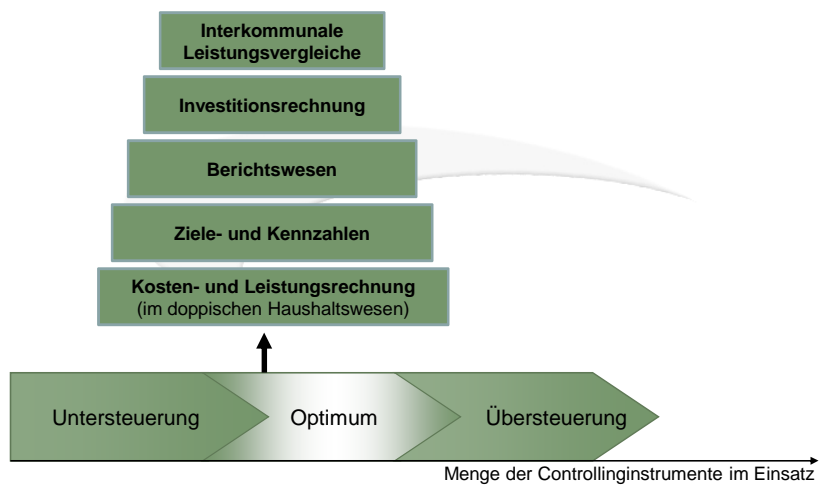 Interkommunale
Leistungsvergleiche
Investitionsrechnung
Berichtswesen
Ziele- und Kennzahlen
Kosten- und Leistungsrechnung
(im doppischen Haushaltswesen)
Untersteuerung
Optimum
Übersteuerung
Menge der Controllinginstrumente im Einsatz